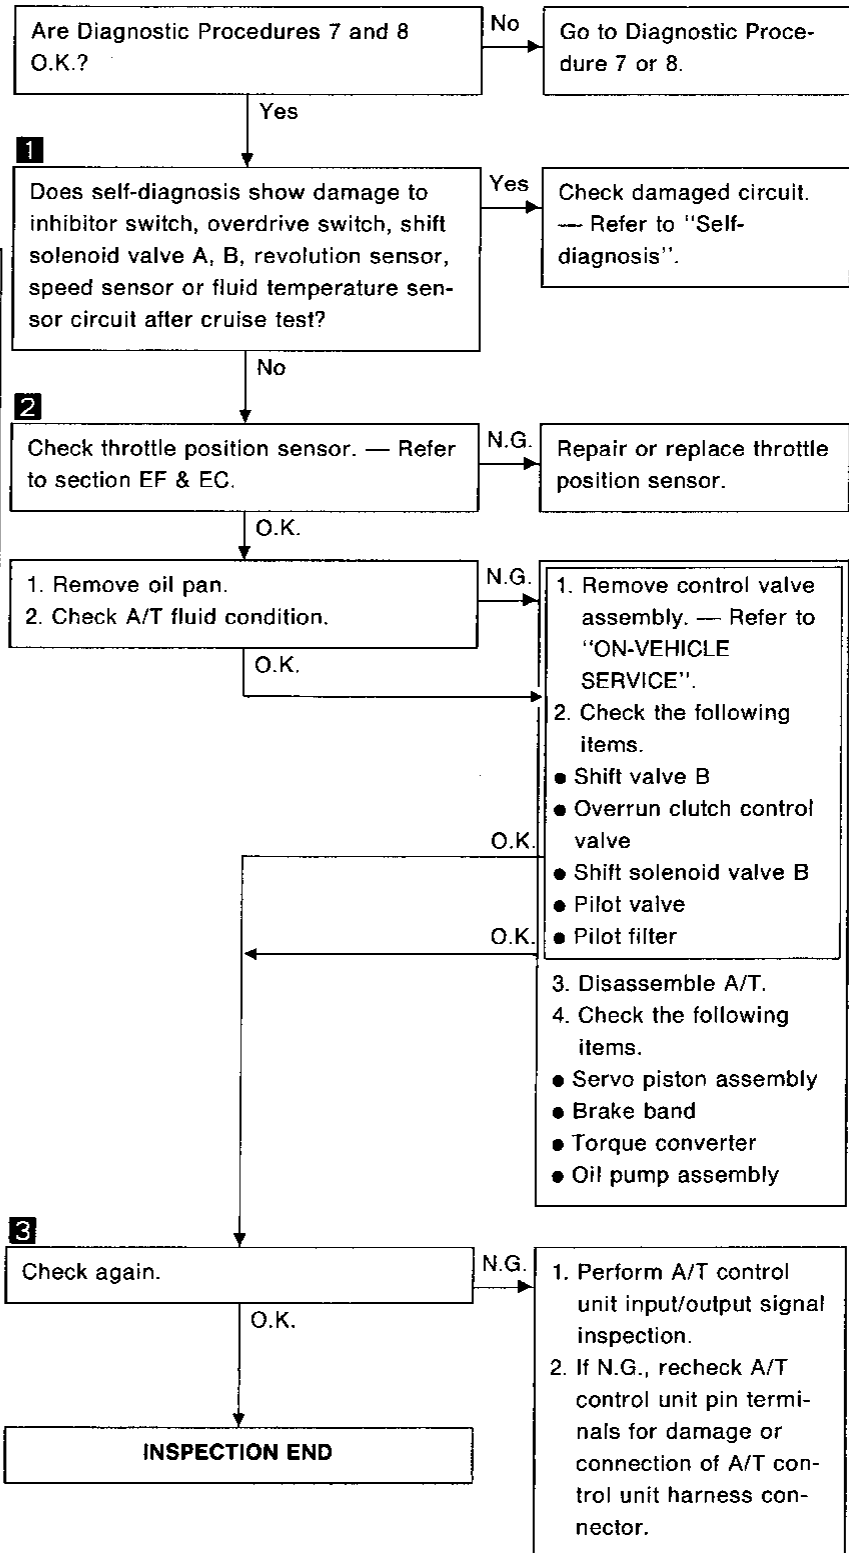 Are Diagnostic Procedures 7 and 8
O.K.?
No
Go to Diagnostic Proce-
dure 7 or 8.
Yes
1
Does self-diagnosis show damage to
inhibitor switch, overdrive switch, shift
solenoid valve A, B, revolution sensor,
speed sensor or fluid temperature sen-
sor circuit after cruise test?
Yes
Check damaged circuit.
— Refer to "Self-
diagnosis".
No
2
Check throttle position sensor. — Refer
to section EF & EC.
N.G.
Repair or replace throttle
position sensor.
O.K.
1. Remove oil pan.
2. Check A/T fluid condition.
N.G.
O.K.
1. Remove control valve
assembly. — Refer to
"ON-VEHICLE
SERVICE".
2. Check the following
items.
● Shift valve B
● Overrun clutch control
valve
● Shift solenoid valve B
● Pilot valve
● Pilot filter
O.K.
O.K.
3. Disassemble A/T.
4. Check the following
items.
● Servo piston assembly
● Brake band
● Torque converter
● Oil pump assembly
3
Check again.
N.G.
1. Perform A/T control
unit input/output signal
inspection.
2. If N.G., recheck A/T
control unit pin termi-
nals for damage or
connection of A/T con-
trol unit harness con-
nector.
O.K.
INSPECTION END